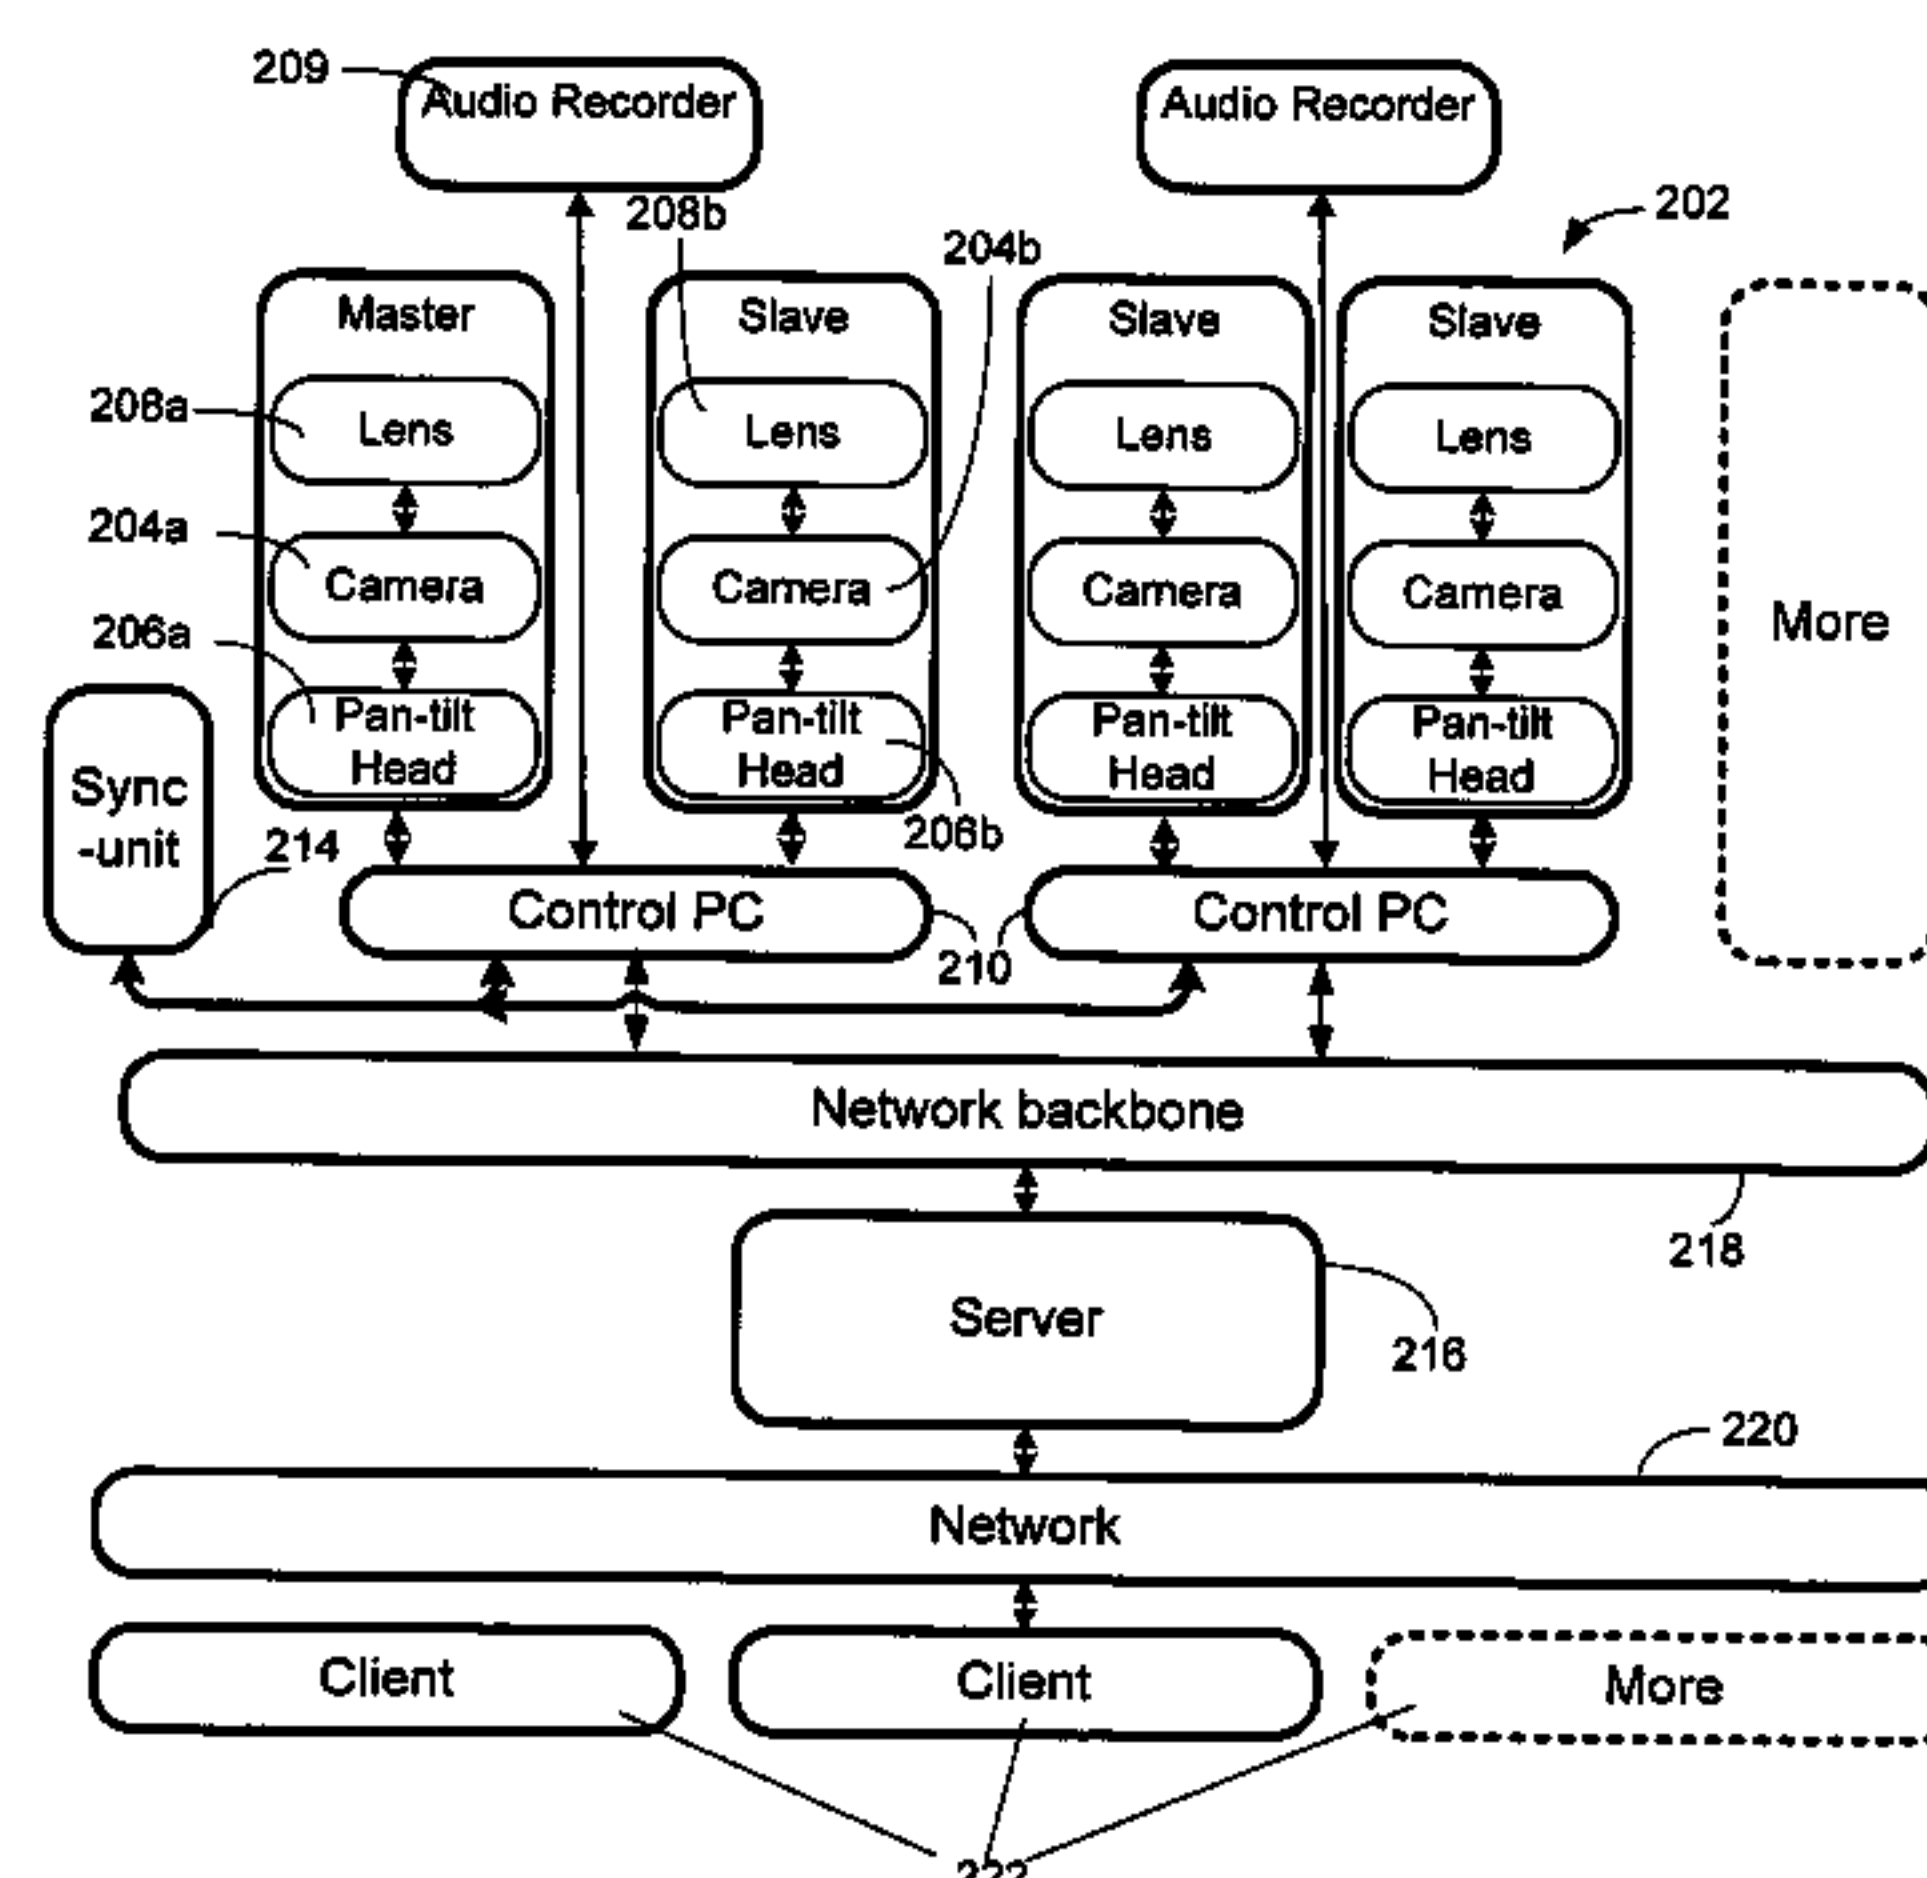 209
Audio Recorder
Audio Recorder
208b
202
204b
Master
Slave
Slave
Slave
208a
Lens
Lens
Lens
Lens
204a
Camera
Camera
Camera
Camera
More
206a
Pan-tilt
Head
Pan-tilt
Head
Pan-tilt
Head
Pan-tilt
Head
Sync
-unit
214
206b
Control PC
210
Control PC
Network backbone
218
Server
216
220
Network
Client
Client
More
222